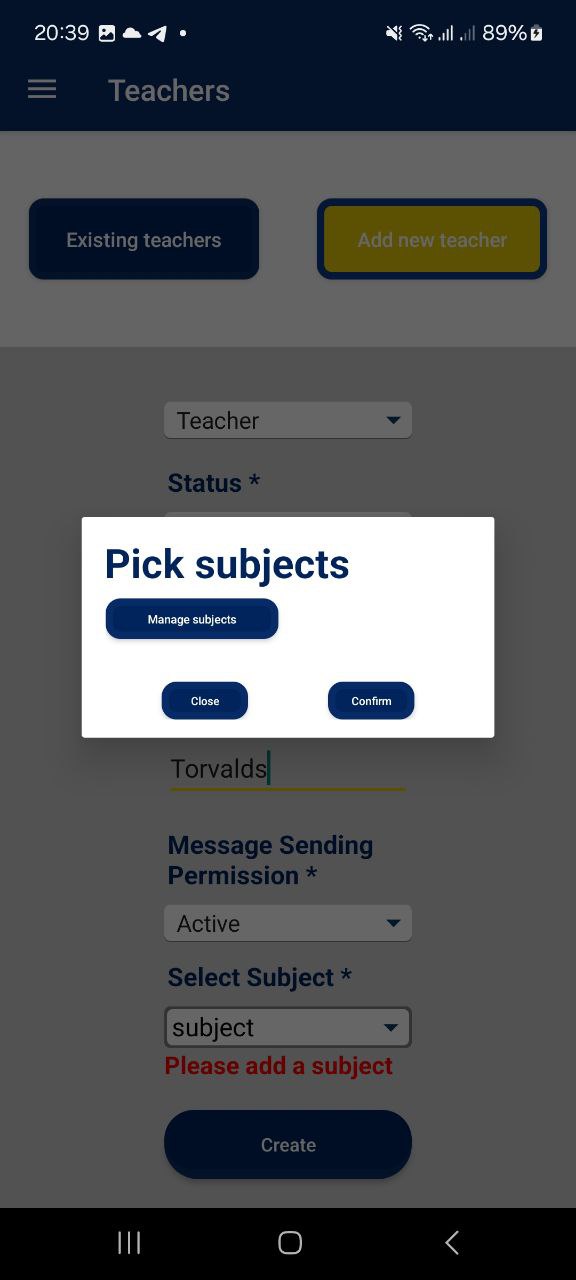 20:39
89%
Teachers
Existing teachers
Add new teacher
Teacher
Status *
Pick subjects
Manage subjects
Close
Confirm
Torvalds
Message Sending
Permission *
Active
Select Subject *
subject
Please add a subject
Create